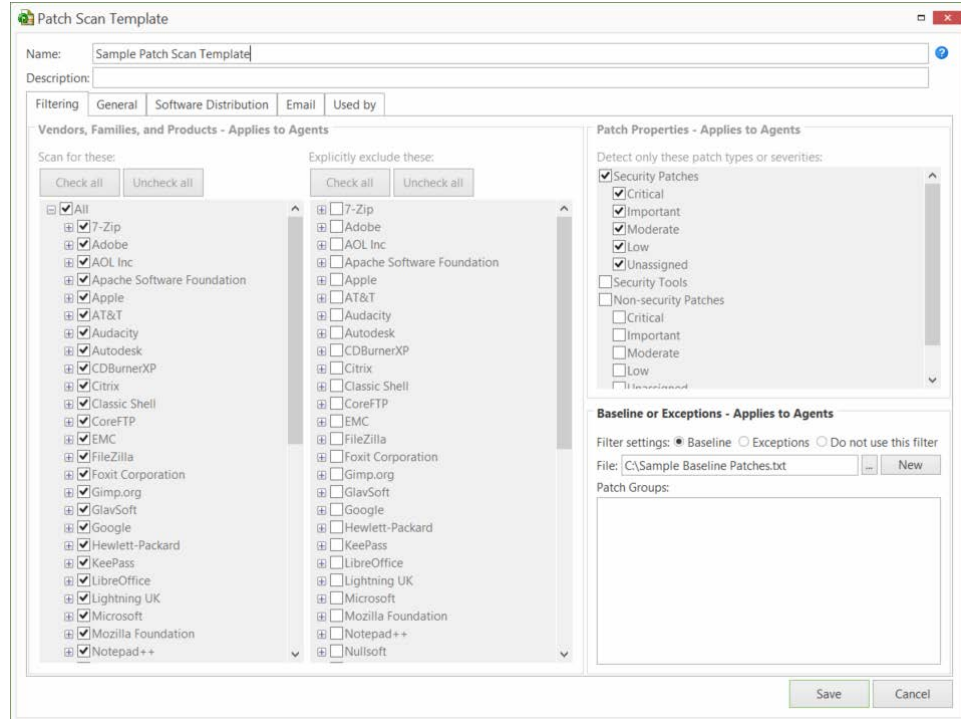 Patch Scan Template
Name: Sample Patch Scan Template
Description:
Filtering General Software Distribution Email Used by
Vendors, Families, and Products - Applies to Agents
Scan for these:
Check all Uncheck all
All
7-Zip
Adobe
AOL Inc
Apache Software Foundation
Apple
AT&T
Audacity
Autodesk
CDBurnerXP
Citrix
Classic Shell
CoreFTP
EMC
FileZilla
Foxit Corporation
Gimp.org
GlavSoft
Google
Hewlett-Packard
KeePass
LibreOffice
Lightning UK
Microsoft
Mozilla Foundation
Notepad++
Explicitly exclude these:
Check all Uncheck all
7-Zip
Adobe
AOL Inc
Apache Software Foundation
Apple
AT&T
Audacity
Autodesk
CDBurnerXP
Citrix
Classic Shell
CoreFTP
EMC
FileZilla
Foxit Corporation
Gimp.org
GlavSoft
Google
Hewlett-Packard
KeePass
LibreOffice
Lightning UK
Microsoft
Mozilla Foundation
Notepad++
Nullsoft
Patch Properties - Applies to Agents
Detect only these patch types or severities:
Security Patches
Critical
Important
Moderate
Low
Unassigned
Security Tools
Non-security Patches
Critical
Important
Moderate
Low
Unassigned
Baseline or Exceptions - Applies to Agents
Filter settings: Baseline Exceptions Do not use this filter
File: C:\Sample Baseline Patches.txt ... New
Patch Groups:
Save Cancel